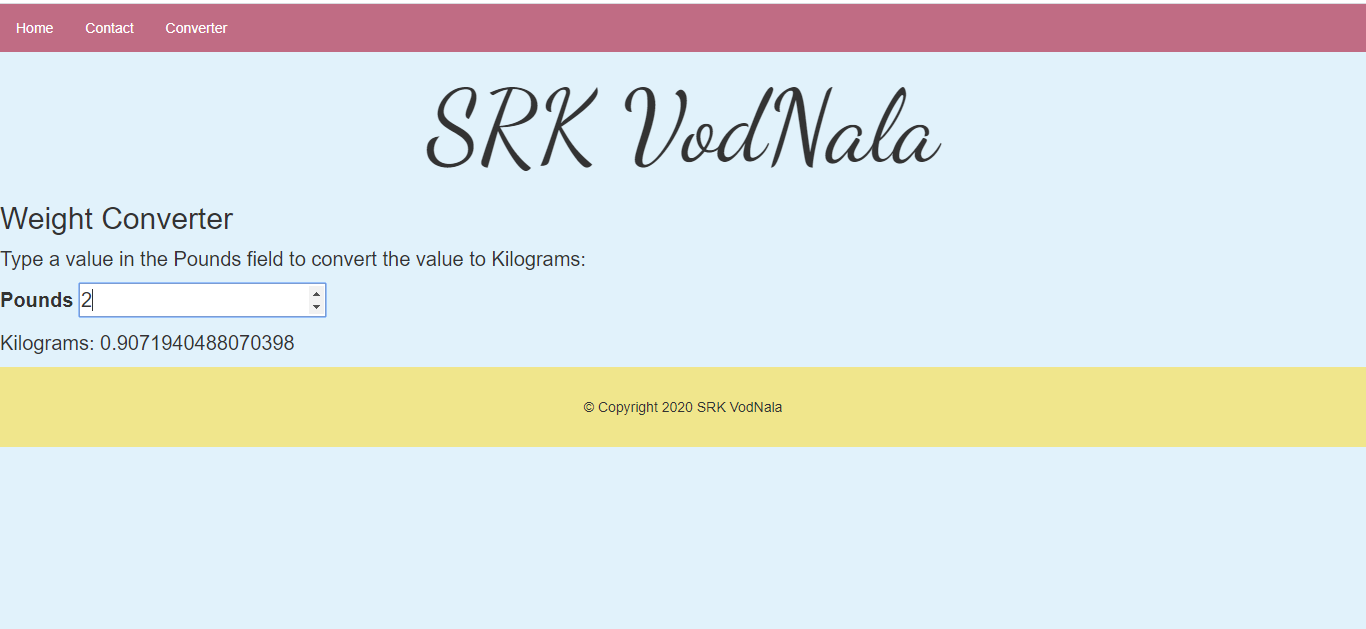 Home Contact Converter
SRK VodNala
Weight Converter
Type a value in the Pounds field to convert the value to Kilograms:
Pounds 2
Kilograms: 0.9071940488070398
© Copyright 2020 SRK VodNala